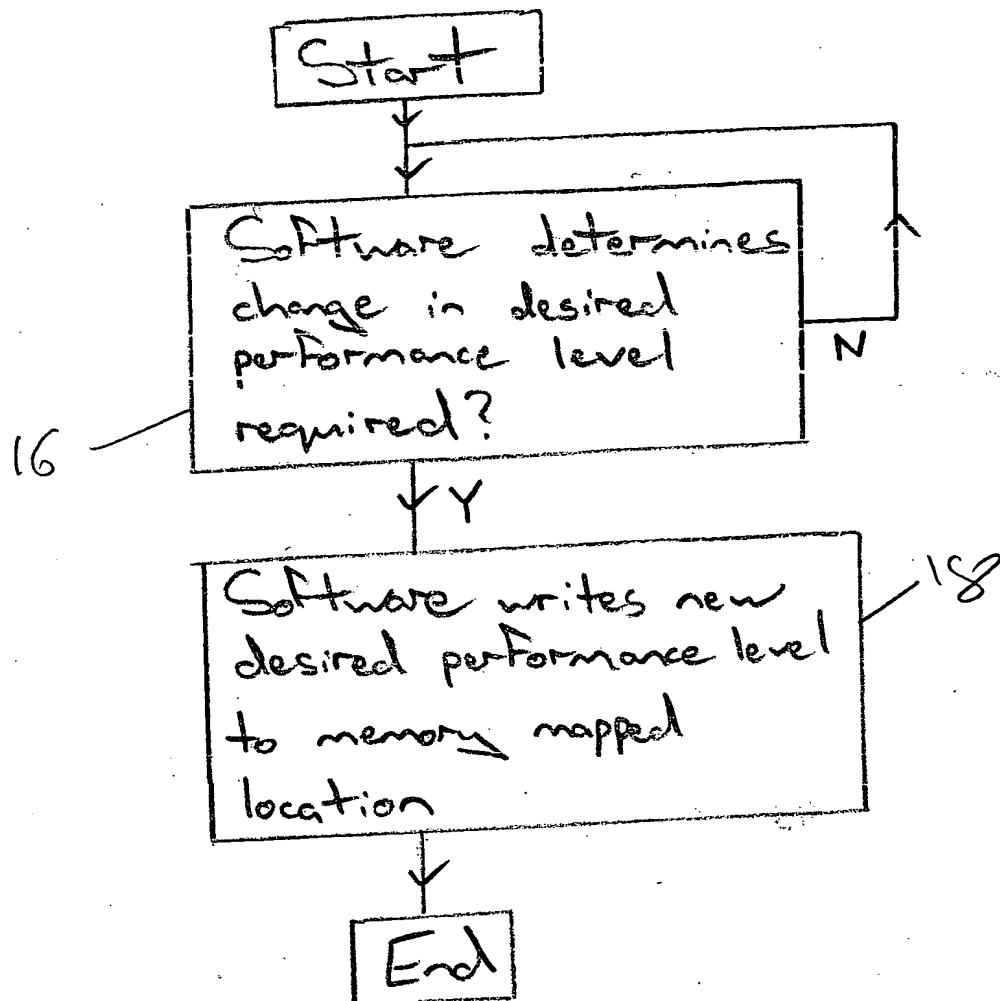 Start
Software determines
change in desired
performance level
required?
N
16
Y
Software writes new
desired performance level
to memory mapped
location
18
End